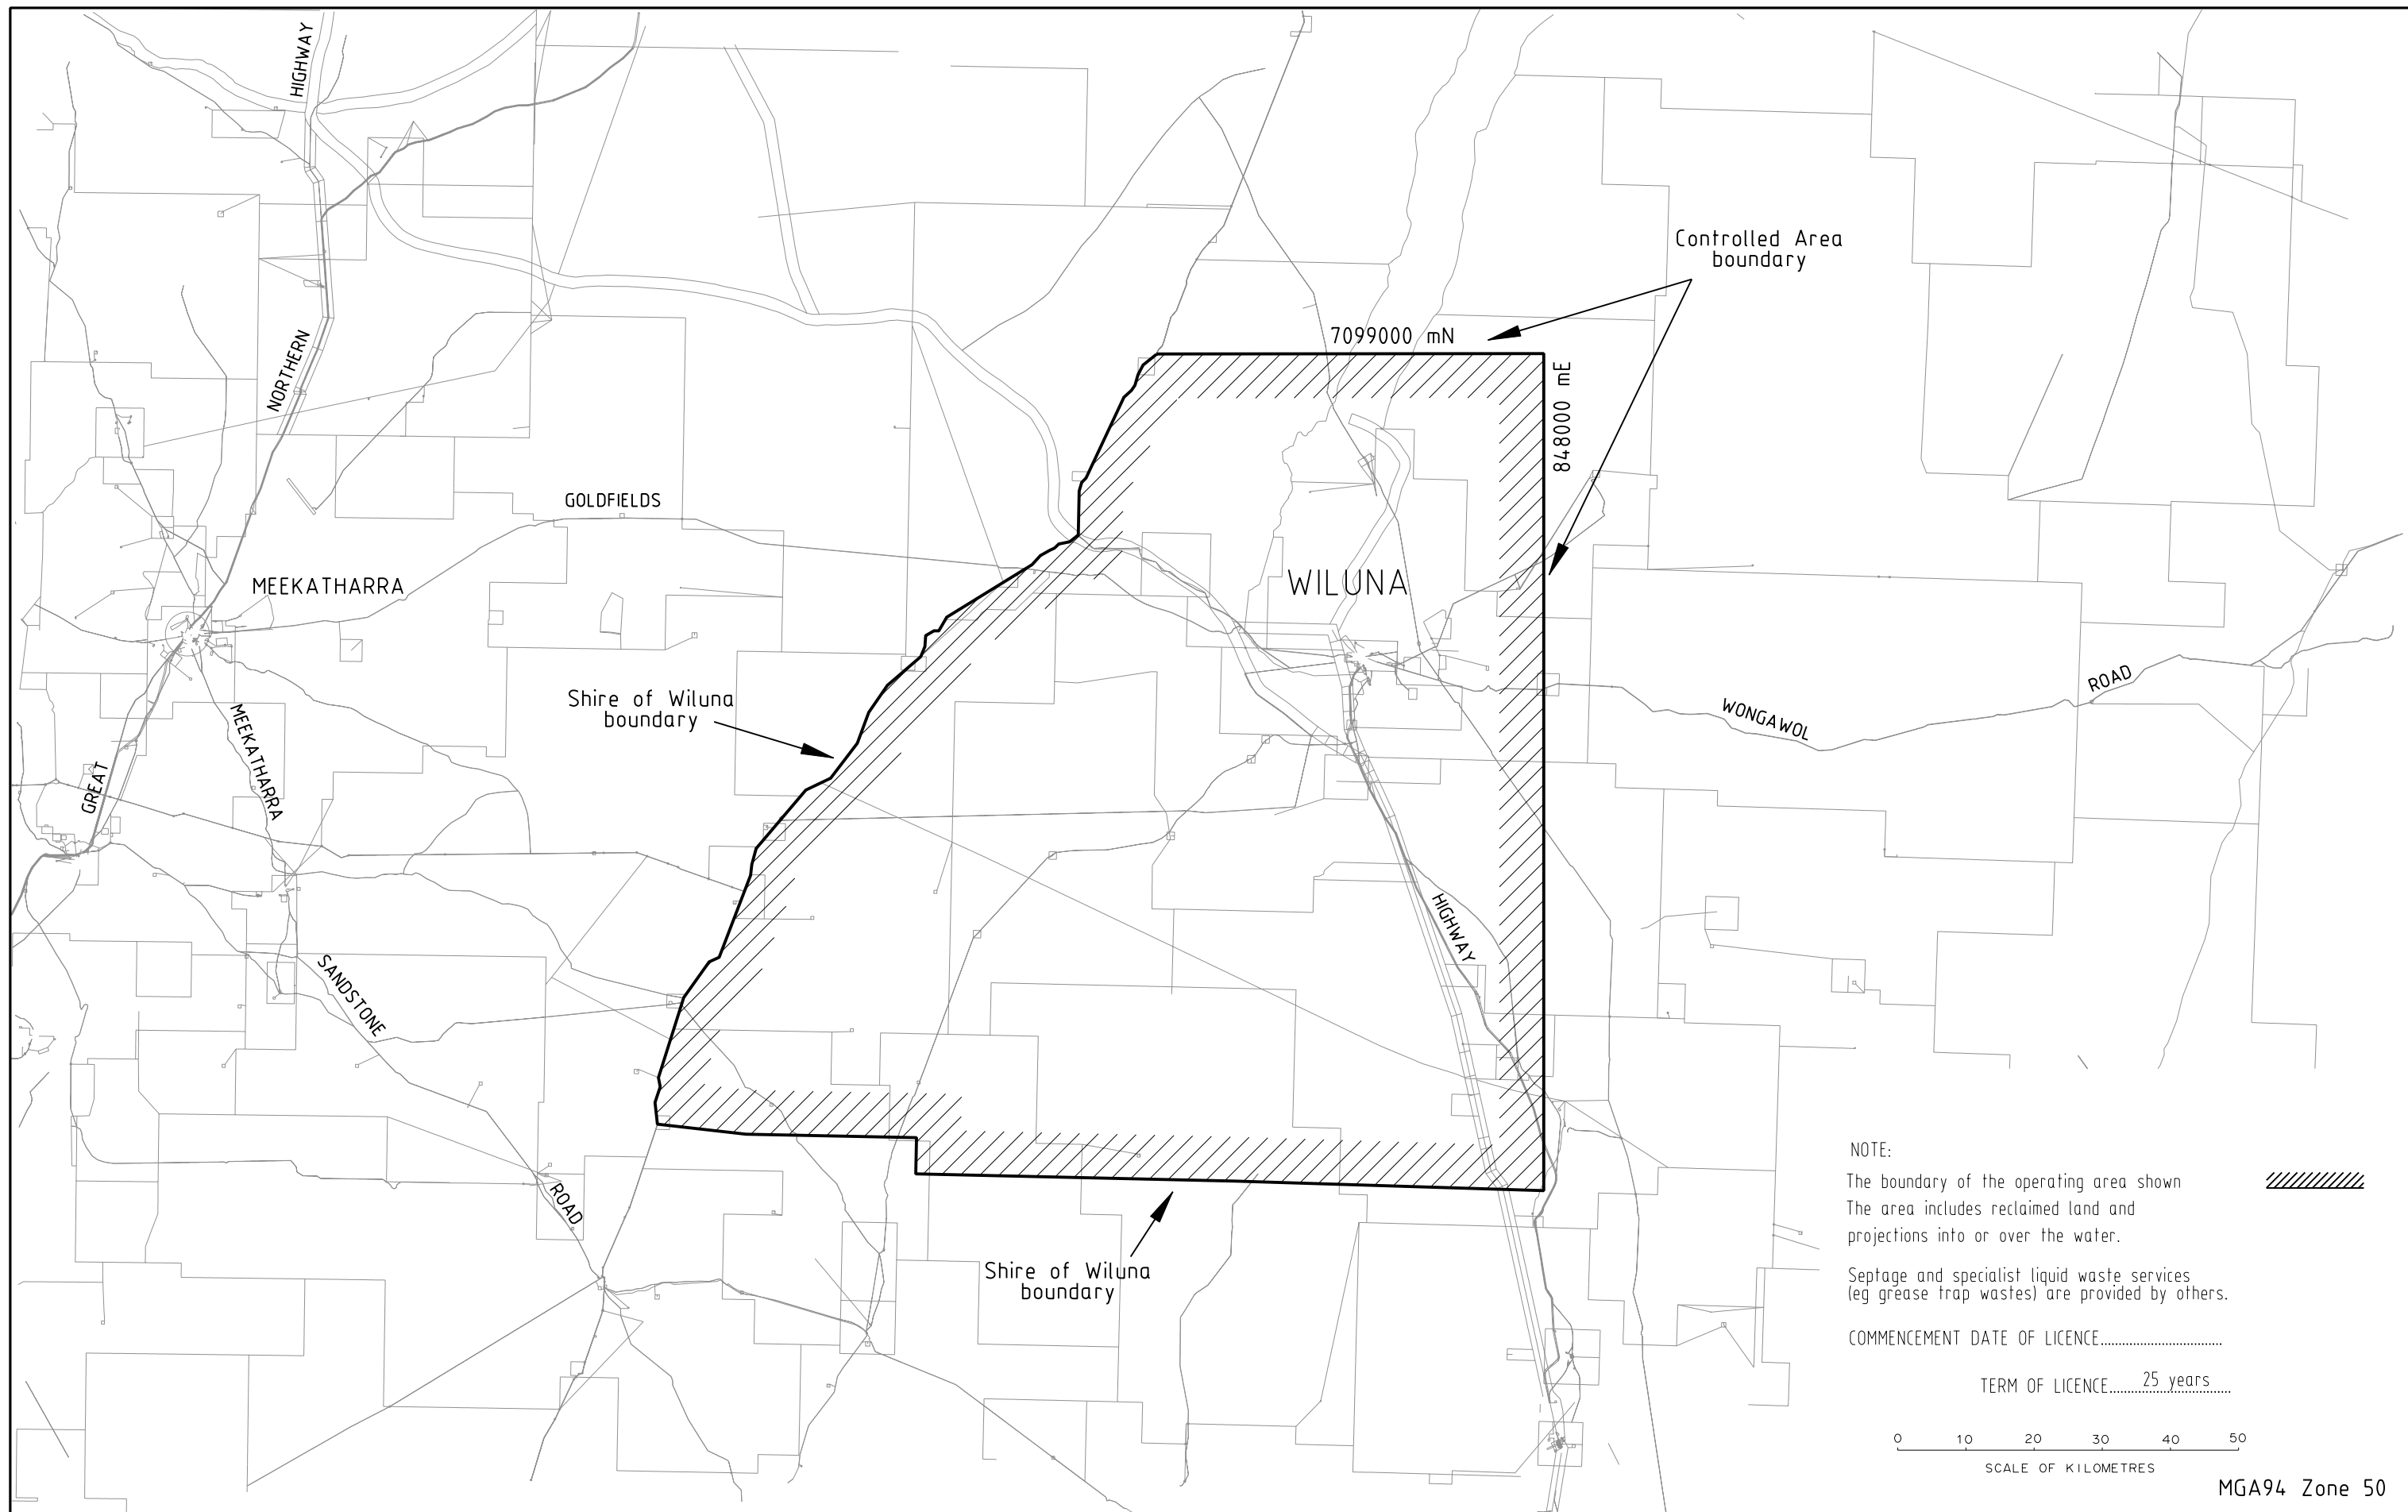 HIGHWAY
Controlled Area
boundary
7099000 mN
848000 mE
NORTHERN
GOLDFIELDS
MEEKATHARRA
WILUNA
Shire of Wiluna
boundary
ROAD
WONGAWOL
MEEKATHARRA
GREAT
HIGHWAY
SANDSTONE
ROAD
Shire of Wiluna
boundary
NOTE:
The boundary of the operating area shown
The area includes reclaimed land and
projections into or over the water.
Septage and specialist liquid waste services
(eg grease trap wastes) are provided by others.
COMMENCEMENT DATE OF LICENCE..................................
TERM OF LICENCE..........25 years..........
0 10 20 30 40 50
SCALE OF KILOMETRES
MGA94 Zone 50